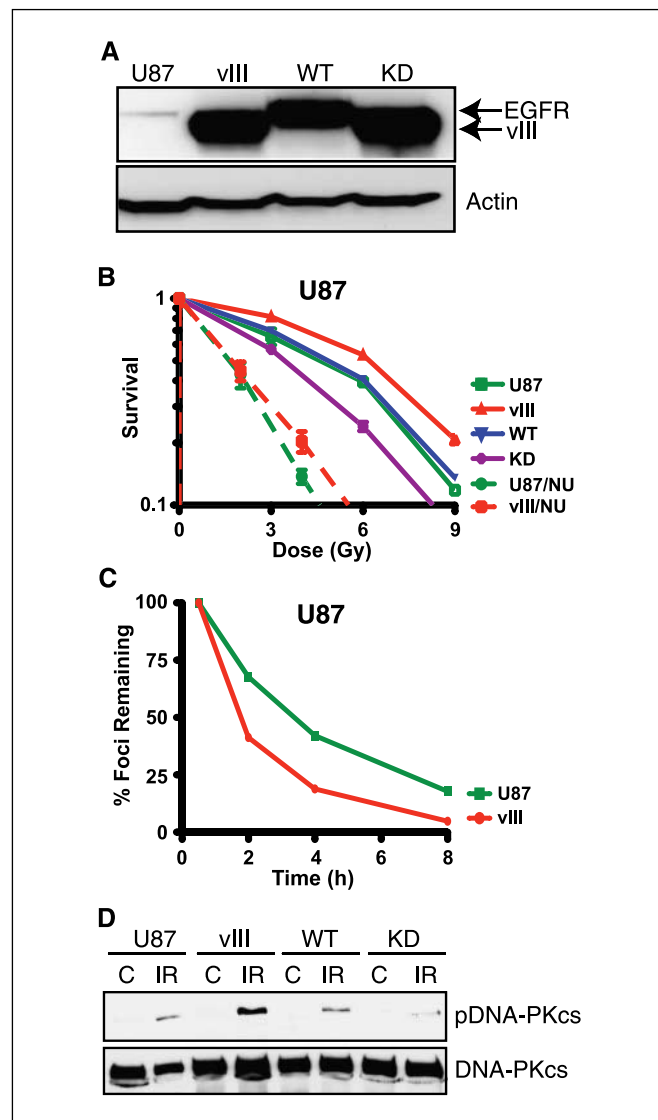 A
U87 vIII WT KD
EGFR
vIII
Actin
B
U87
1
0.1
Survival
0 3 6 9
Dose (Gy)
U87
vIII
WT
KD
U87/NU
vIII/NU
C
U87
100
75
50
25
0
% Foci Remaining
0 2 4 6 8
Time (h)
U87
vIII
D
U87 vIII WT KD
C IR C IR C IR C IR
pDNA-PKcs
DNA-PKcs